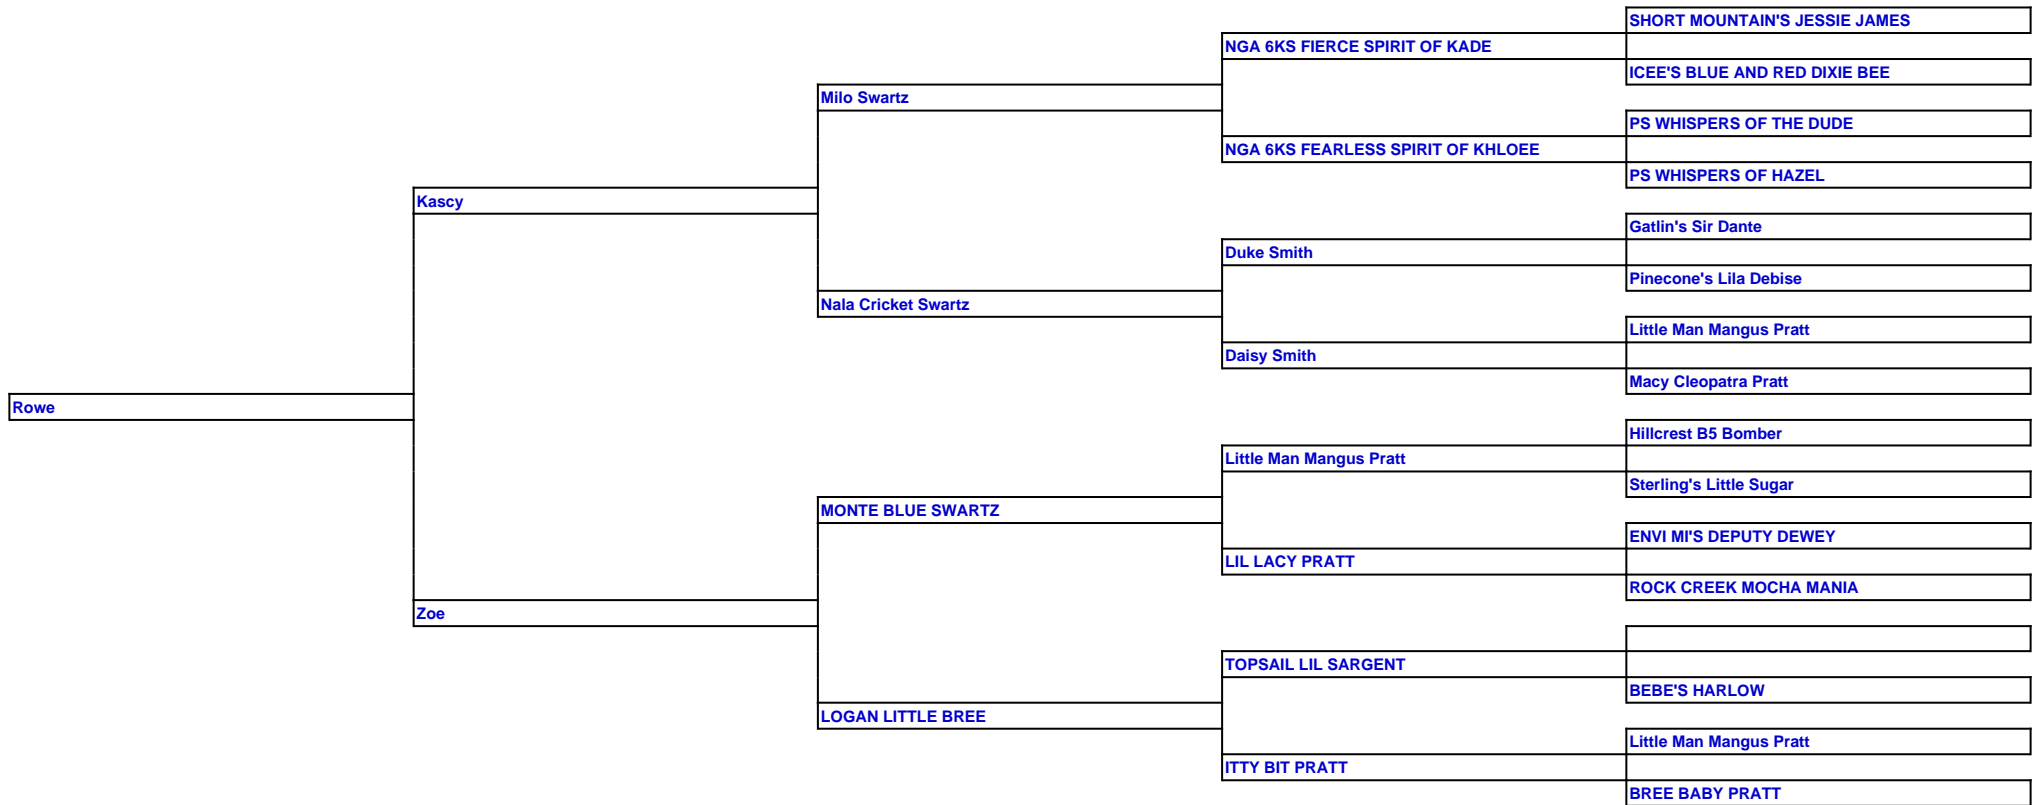 SHORT MOUNTAIN'S JESSIE JAMES
NGA 6KS FIERCE SPIRIT OF KADE
ICEE'S BLUE AND RED DIXIE BEE
Milo Swartz
PS WHISPERS OF THE DUDE
NGA 6KS FEARLESS SPIRIT OF KHLOEE
PS WHISPERS OF HAZEL
Kascy
Gatlin's Sir Dante
Duke Smith
Pinecone's Lila Debise
Nala Cricket Swartz
Little Man Mangus Pratt
Daisy Smith
Macy Cleopatra Pratt
Rowe
Hillcrest B5 Bomber
Little Man Mangus Pratt
Sterling's Little Sugar
MONTE BLUE SWARTZ
ENVI MI'S DEPUTY DEWEY
LIL LACY PRATT
ROCK CREEK MOCHA MANIA
Zoe
TOPSAIL LIL SARGENT
BEBE'S HARLOW
LOGAN LITTLE BREE
Little Man Mangus Pratt
ITTY BIT PRATT
BREE BABY PRATT